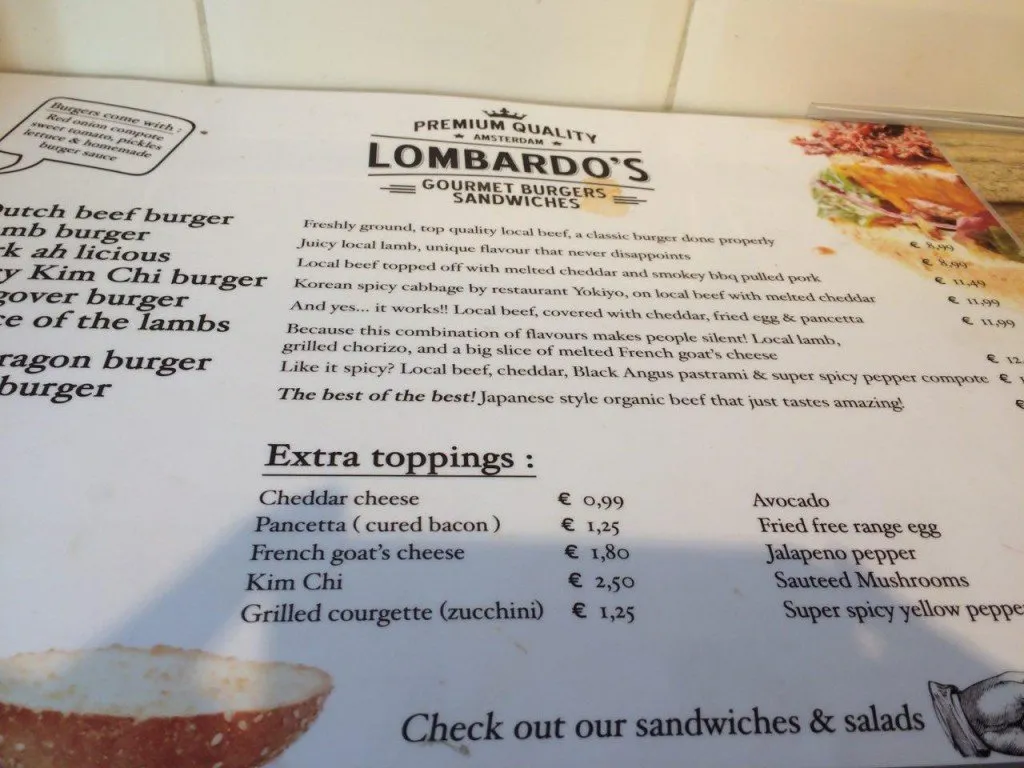 Burgers come with :
Red onion compote
sweet tomato, pickles
lettuce & homemade
burger sauce
PREMIUM QUALITY
AMSTERDAM
LOMBARDO'S
GOURMET BURGERS
SANDWICHES
beef burger Freshly ground, top quality local beef, a classic burger done properly € 8,99
burger Juicy local lamb, unique flavour that never disappoints € 8,99
ah licious Local beef topped off with melted cheddar and smokey bbq pulled pork € 11,49
Kim Chi burger Korean spicy cabbage by restaurant Yokiyo, on local beef with melted cheddar € 11,99
burger And yes... it works!! Local beef, covered with cheddar, fried egg & pancetta € 11,99
of the lambs Because this combination of flavours makes people silent! Local lamb,
grilled chorizo, and a big slice of melted French goat's cheese €
burger Like it spicy? Local beef, cheddar, Black Angus pastrami & super spicy pepper compote €
burger The best of the best! Japanese style organic beef that just tastes amazing! €
Extra toppings :
Cheddar cheese € 0,99 Avocado
Pancetta ( cured bacon ) € 1,25 Fried free range egg
French goat's cheese € 1,80 Jalapeno pepper
Kim Chi € 2,50 Sauteed Mushrooms
Grilled courgette (zucchini) € 1,25 Super spicy yellow
Check out our sandwiches & salads